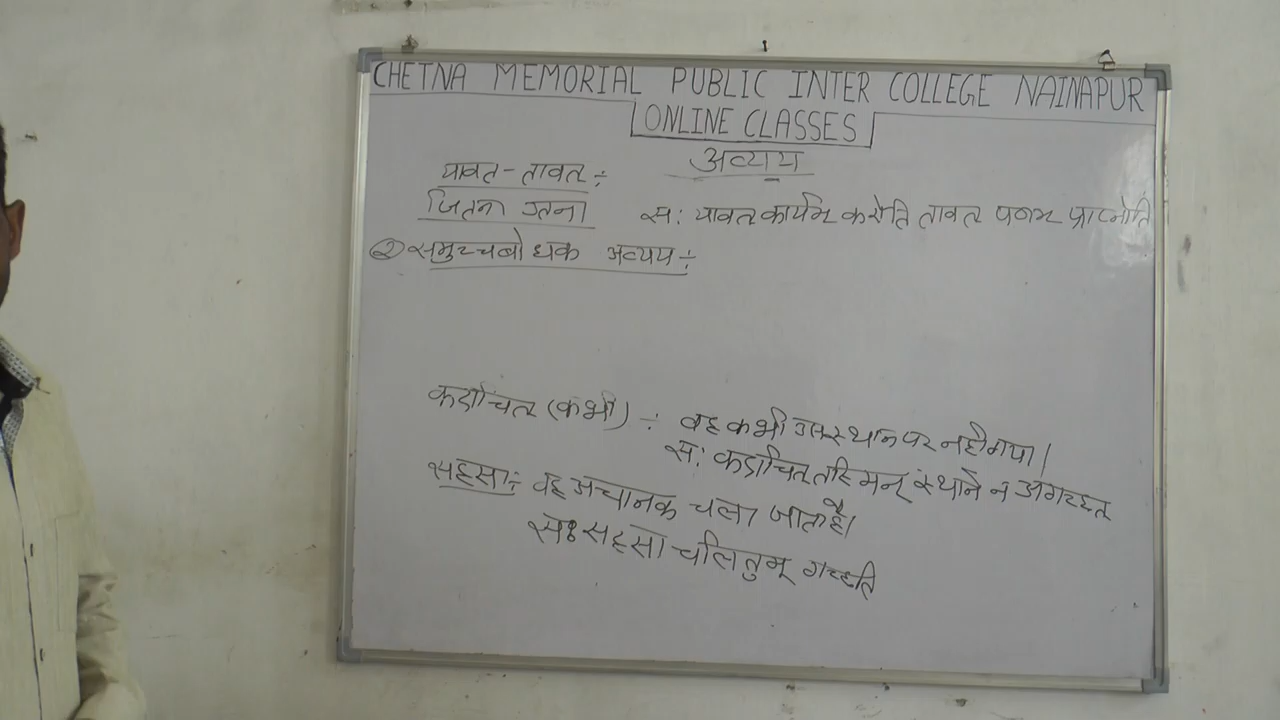 CHETNA MEMORIAL PUBLIC INTER COLLEGE NAINAPUR
ONLINE CLASSES
अव्यय
यावत-तावत ÷
जितना उतना
स: यावत कार्यम करोति तावत फलम प्राप्नोति
② समुच्चबोधक अव्यय ÷
कदाचित (कभी) ÷ वह कभी उस स्थान पर नही गया।
स: कदाचित तस्मिन् स्थाने न अगच्छत्
सहसा ÷ वह अचानक चला जाता है।
सः सहसा चलितुम् गच्छति